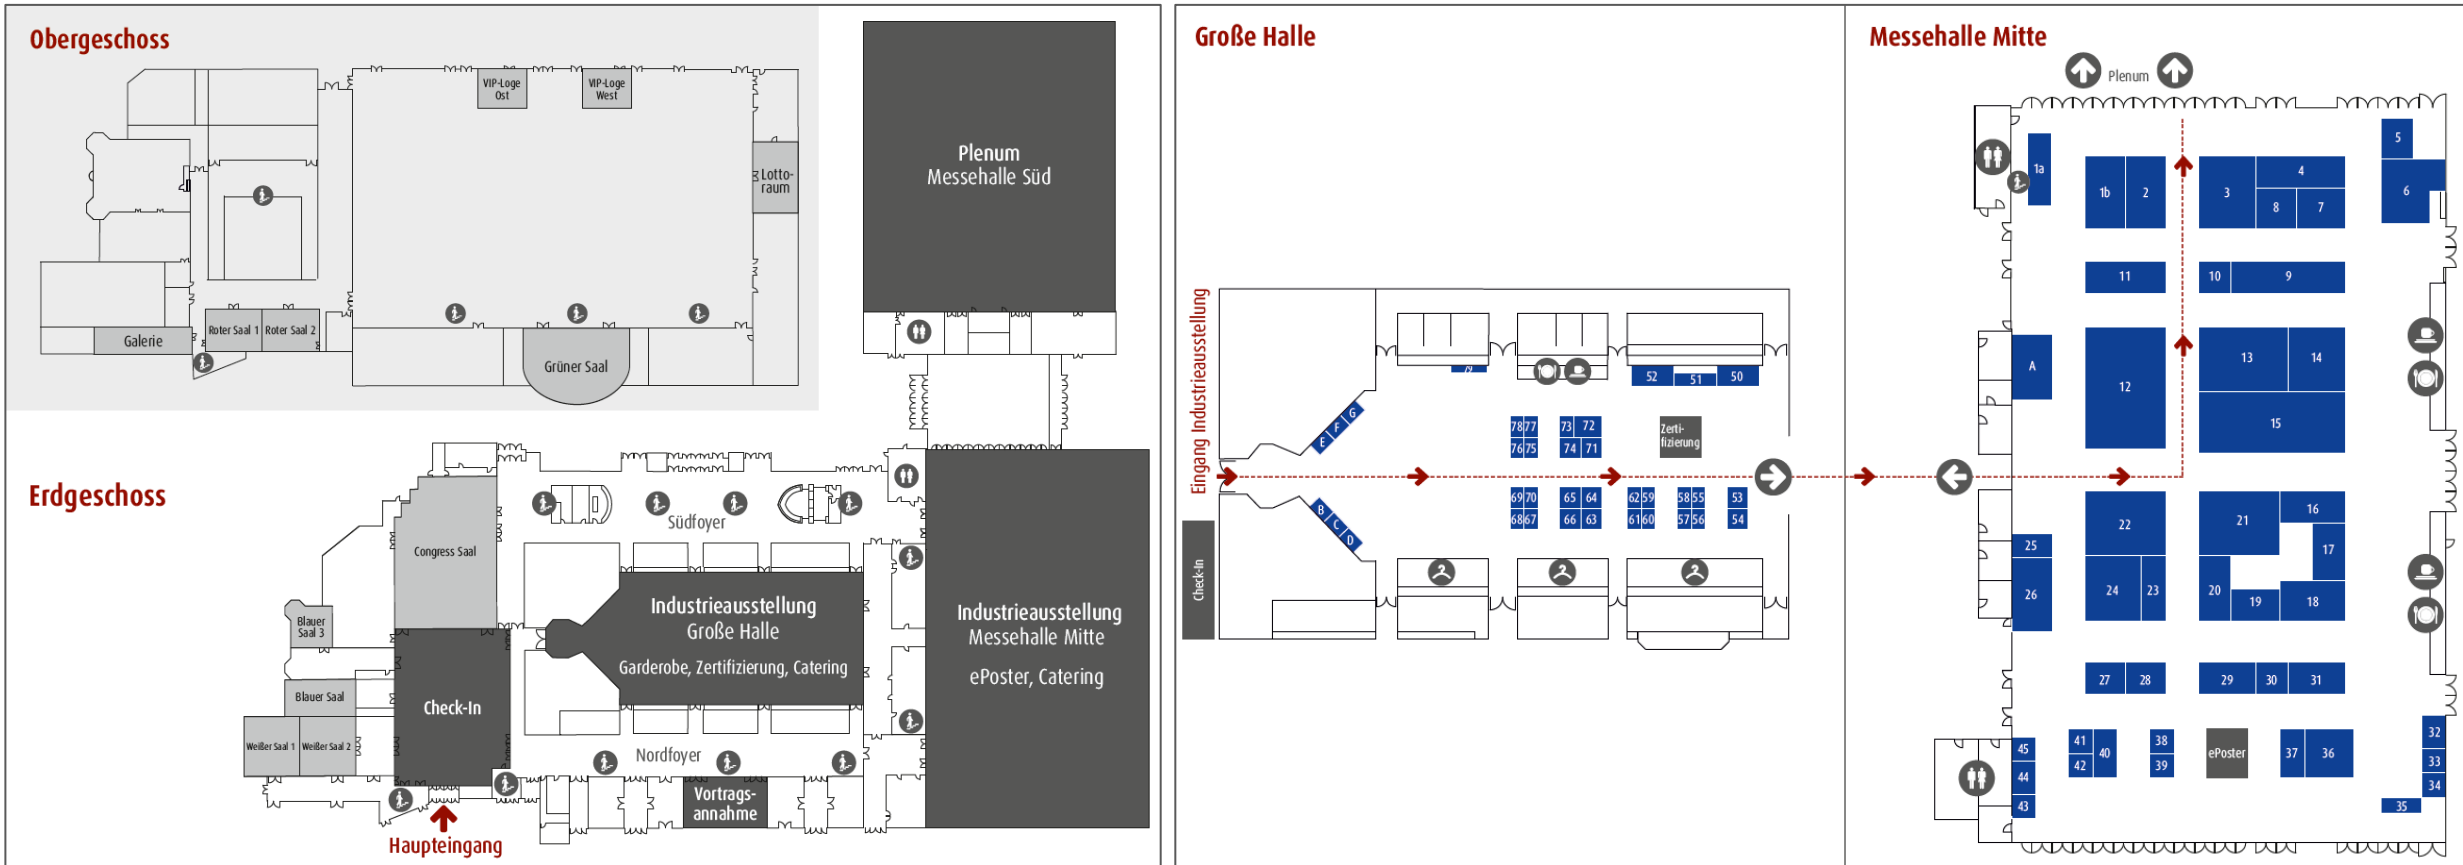 Obergeschoss
VIP-Loge
Ost
VIP-Loge
West
Lotto-
raum
Roter Saal 1
Roter Saal 2
Galerie
Grüner Saal
Plenum
Messehalle Süd
Erdgeschoss
Südfoyer
Congress Saal
Industrieausstellung
Große Halle
Garderobe, Zertifizierung, Catering
Industrieausstellung
Messehalle Mitte
ePoster, Catering
Blauer
Saal 3
Blauer Saal
Weißer Saal 1
Weißer Saal 2
Check-In
Nordfoyer
Vortrags-
annahme
Haupteingang
Große Halle
Eingang Industrieausstellung
Check-In
79
52
51
50
G
F
E
78 77
76 75
73 72
74 71
Zerti-
fizierung
B
C
D
69 70
68 67
65 64
66 63
62 59
61 60
58 55
57 56
53
54
Messehalle Mitte
Plenum
1a
1b
2
3
4
8
7
5
6
11
10
9
A
12
13
14
15
22
21
16
17
25
26
24
23
20
19
18
27
28
29
30
31
45
44
43
41
42
40
38
39
ePoster
37
36
32
33
34
35